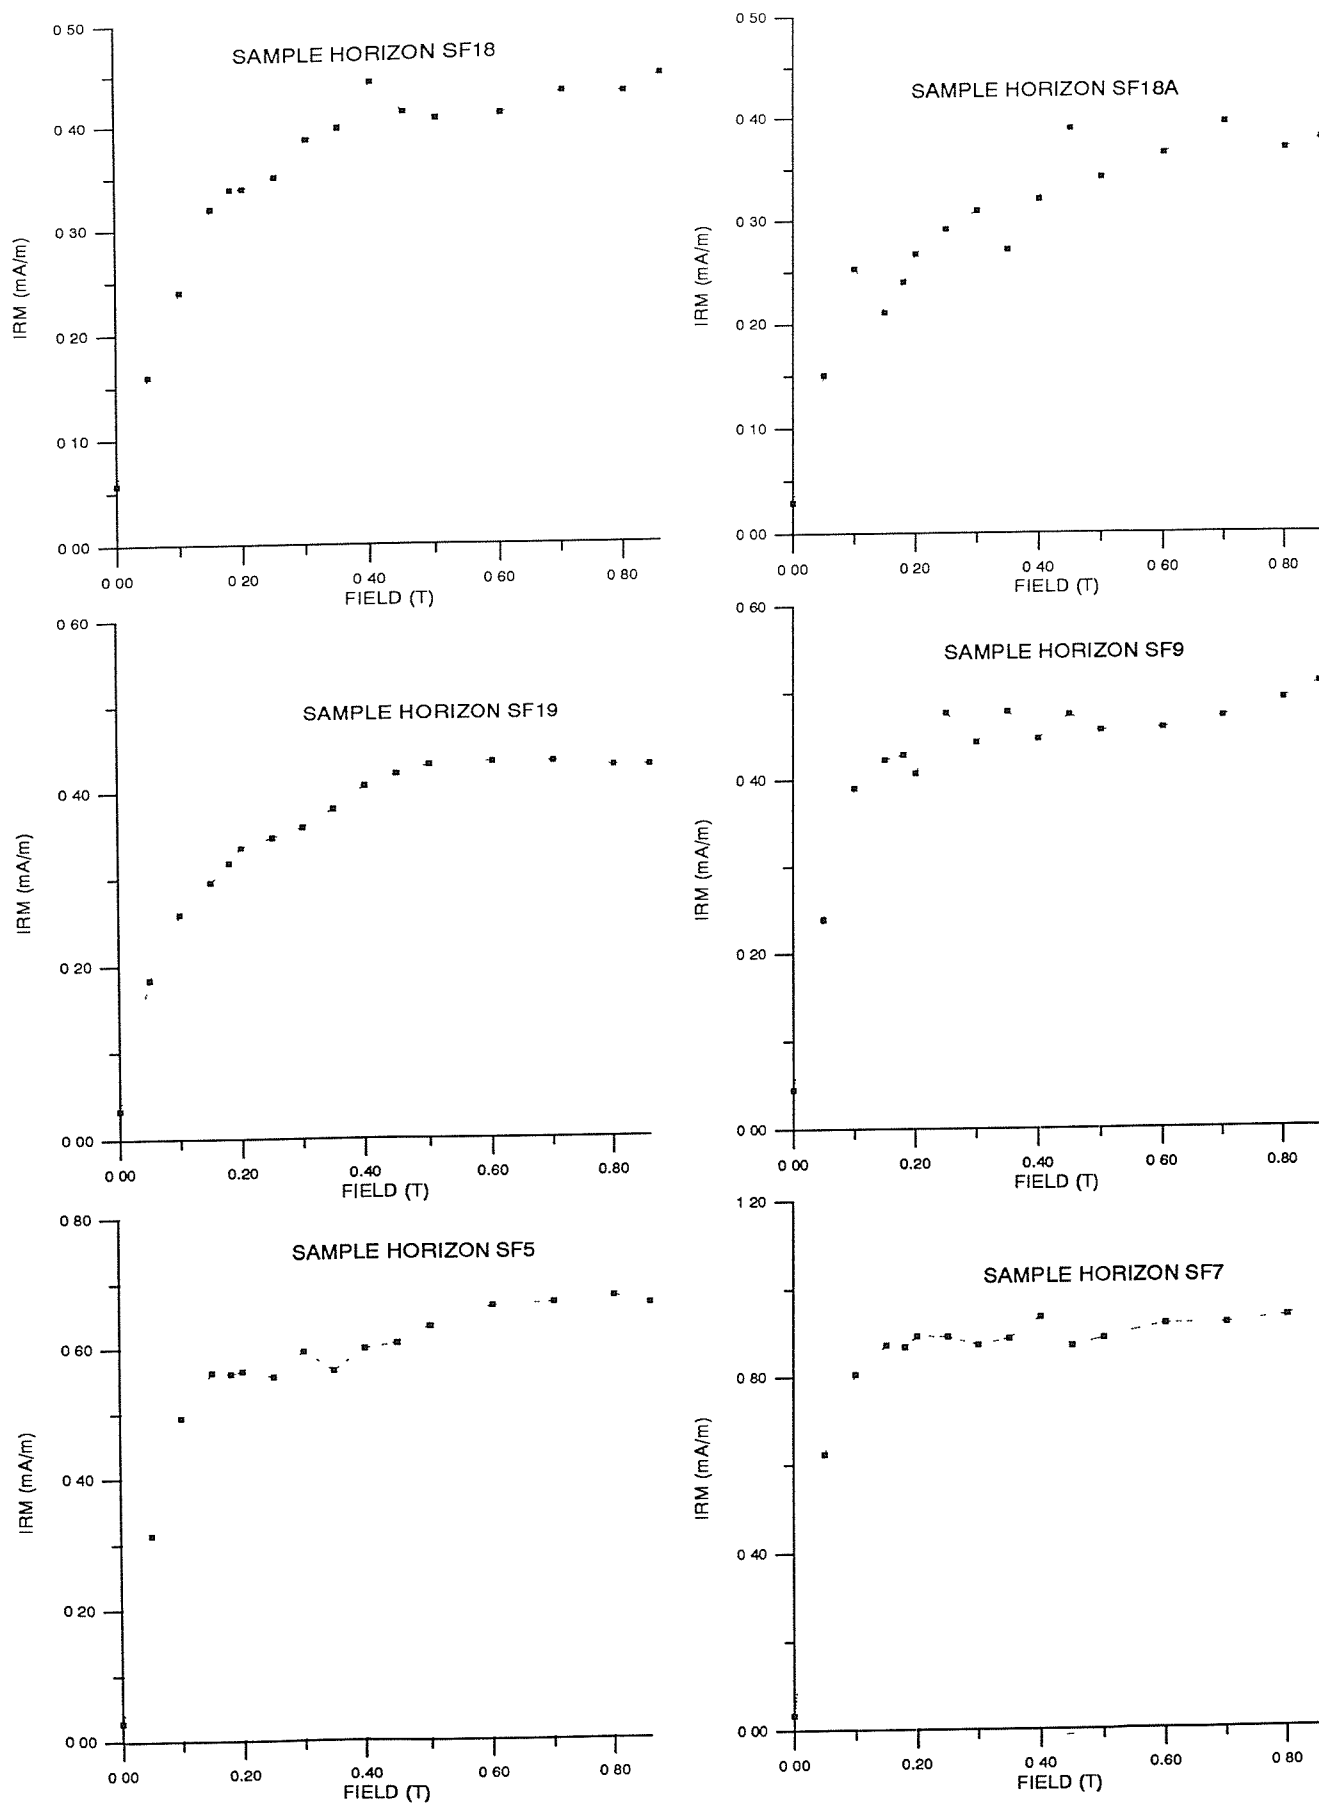 SAMPLE HORIZON SF18
0 50
0 40
0 30
0 20
0 10
0 00
IRM (mA/m)
0 00 0 20 0 40 0 60 0 80
FIELD (T)
SAMPLE HORIZON SF18A
0 50
0 40
0 30
0 20
0 10
0 00
IRM (mA/m)
0 00 0 20 0 40 0 60 0 80
FIELD (T)
SAMPLE HORIZON SF19
0 60
0 40
0 20
0 00
IRM (mA/m)
0 00 0.20 0.40 0 60 0 80
FIELD (T)
SAMPLE HORIZON SF9
0 60
0 40
0 20
0 00
IRM (mA/m)
0 00 0.20 0.40 0 60 0.80
FIELD (T)
SAMPLE HORIZON SF5
0 80
0 60
0 40
0 20
0 00
IRM (mA/m)
0 00 0.20 0.40 0 60 0 80
FIELD (T)
SAMPLE HORIZON SF7
1 20
0 80
0 40
0 00
IRM (mA/m)
0 00 0.20 0 40 0 60 0.80
FIELD (T)